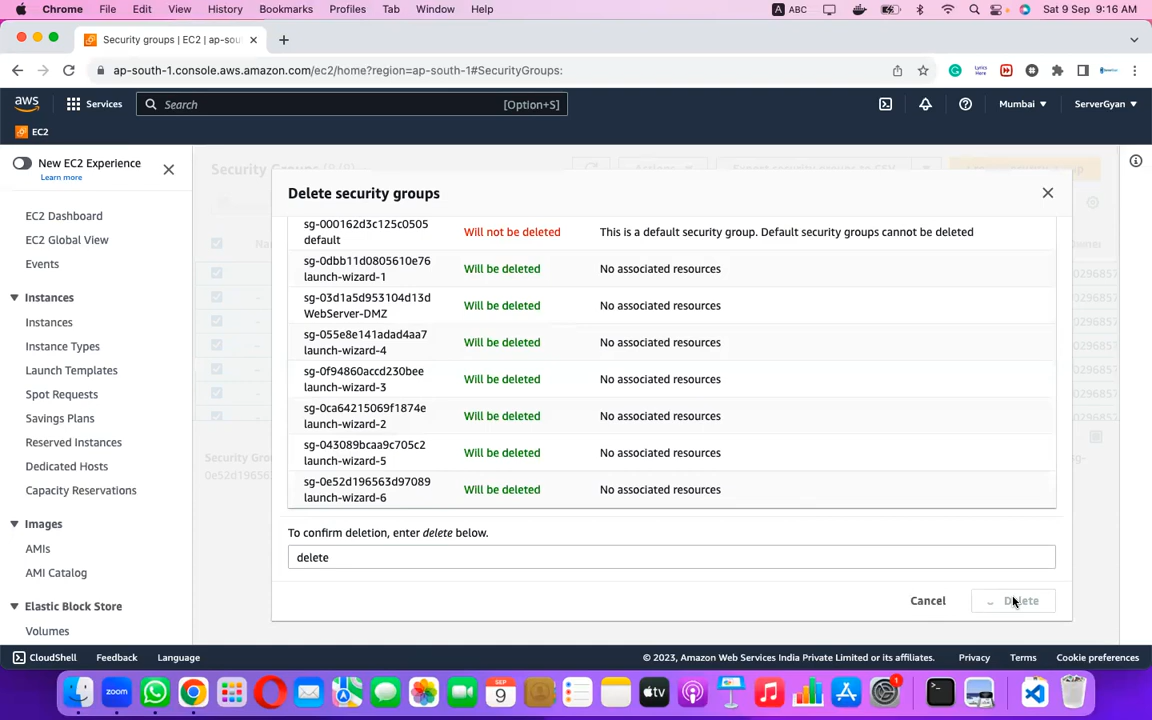 Chrome File Edit View History Bookmarks Profiles Tab Window Help
A ABC Sat 9 Sep 9:16 AM
Security groups | EC2 | ap-sou
ap-south-1.console.aws.amazon.com/ec2/home?region=ap-south-1#SecurityGroups:
aws Services Search [Option+S] Mumbai ServerGyan
EC2
New EC2 Experience
Learn more
EC2 Dashboard
EC2 Global View
Events
Instances
Instances
Instance Types
Launch Templates
Spot Requests
Savings Plans
Reserved Instances
Dedicated Hosts
Capacity Reservations
Images
AMIs
AMI Catalog
Elastic Block Store
Volumes
Delete security groups
sg-000162d3c125c0505
default
Will not be deleted
This is a default security group. Default security groups cannot be deleted
sg-0dbb11d0805610e76
launch-wizard-1
Will be deleted
No associated resources
sg-03d1a5d953104d13d
WebServer-DMZ
Will be deleted
No associated resources
sg-055e8e141adad4aa7
launch-wizard-4
Will be deleted
No associated resources
sg-0f94860accd230bee
launch-wizard-3
Will be deleted
No associated resources
sg-0ca64215069f1874e
launch-wizard-2
Will be deleted
No associated resources
sg-043089bcaa9c705c2
launch-wizard-5
Will be deleted
No associated resources
sg-0e52d196563d97089
launch-wizard-6
Will be deleted
No associated resources
To confirm deletion, enter delete below.
delete
Cancel Delete
CloudShell Feedback Language © 2023, Amazon Web Services India Private Limited or its affiliates. Privacy Terms Cookie preferences
zoom
SEP
9
tv
1